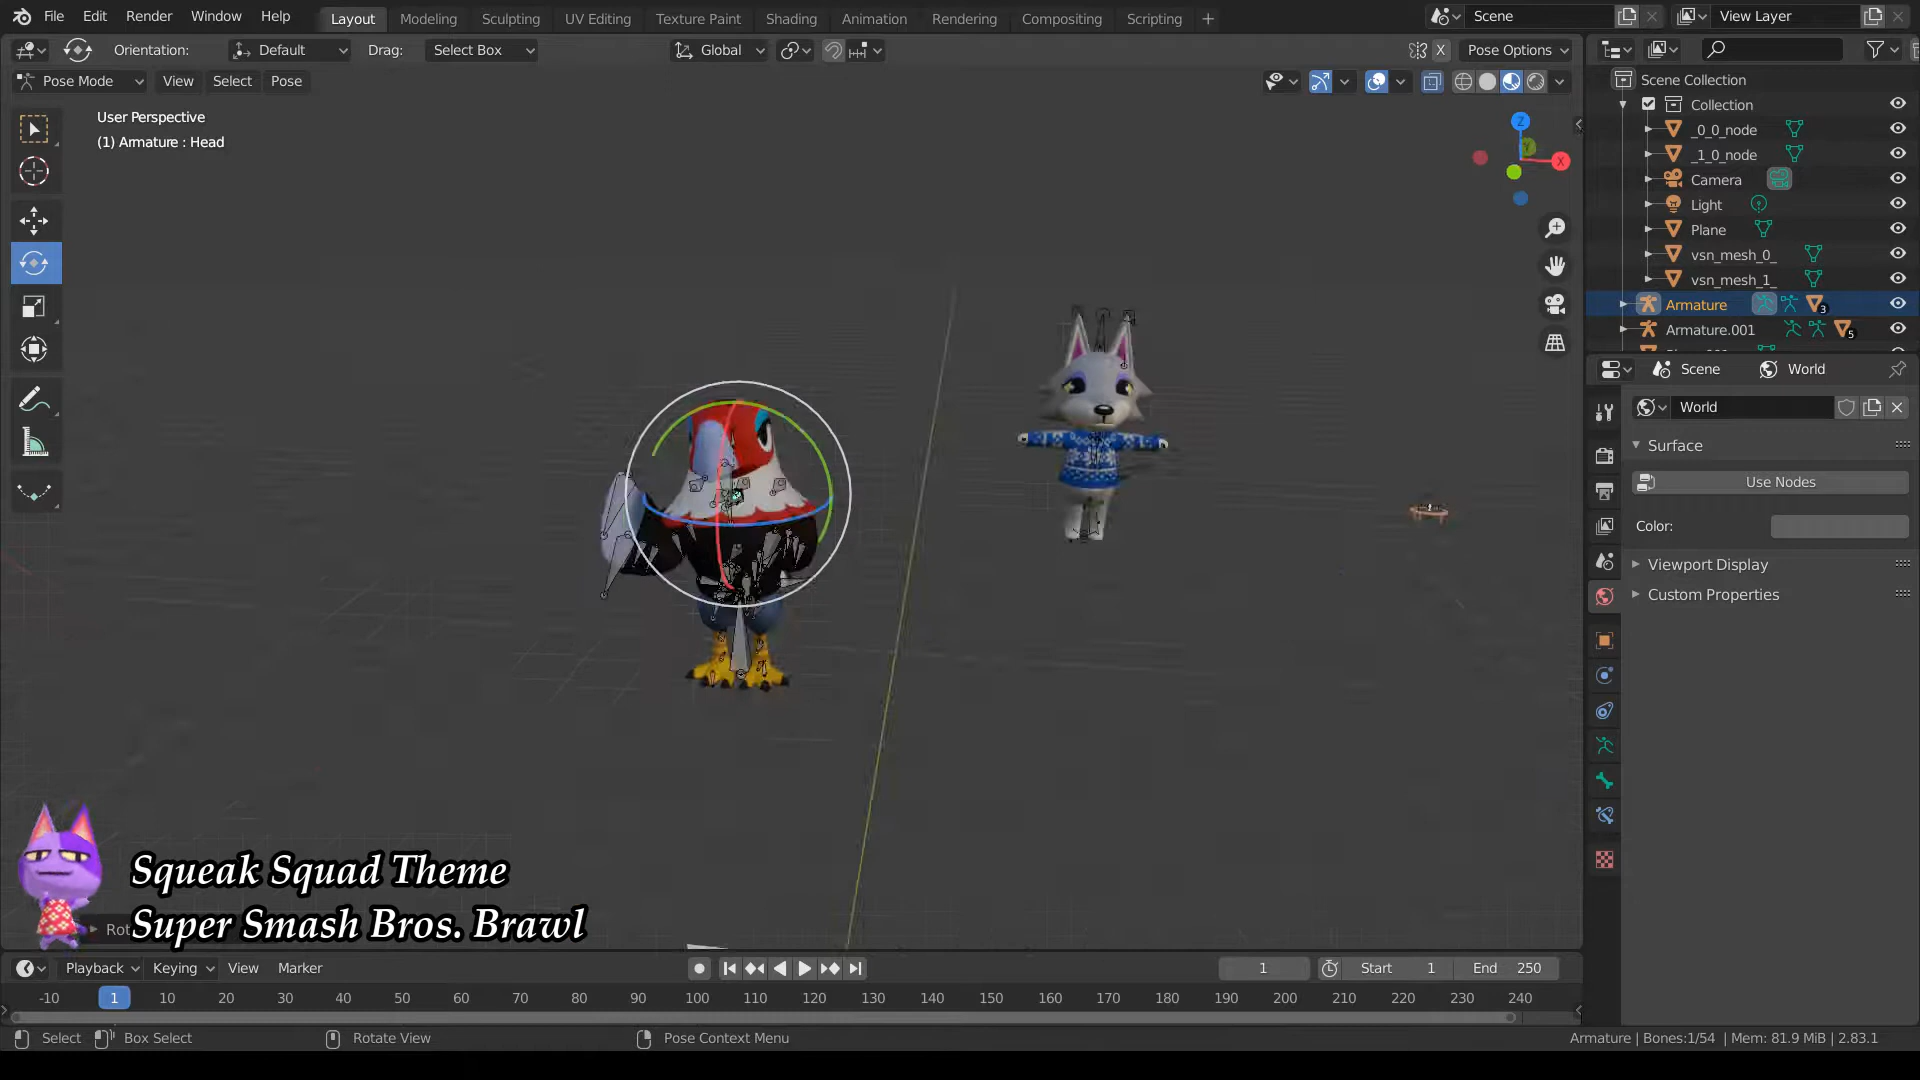 File Edit Render Window Help Layout Modeling Sculpting UV Editing Texture Paint Shading Animation Rendering Compositing Scripting + Scene View Layer
Orientation: Default Drag: Select Box Global X Pose Options
Pose Mode View Select Pose
User Perspective
(1) Armature : Head
Z
Y
X
Scene Collection
Collection
_0_0_node
_1_0_node
Camera
Light
Plane
vsn_mesh_0_
vsn_mesh_1_
Armature 3
Armature.001 5
Scene World
World
Surface
Use Nodes
Color:
Viewport Display
Custom Properties
Squeak Squad Theme
Super Smash Bros. Brawl
Playback Keying View Marker 1 Start 1 End 250
-10 1 10 20 30 40 50 60 70 80 90 100 110 120 130 140 150 160 170 180 190 200 210 220 230 240
Select Box Select Rotate View Pose Context Menu Armature | Bones:1/54 | Mem: 81.9 MiB | 2.83.1